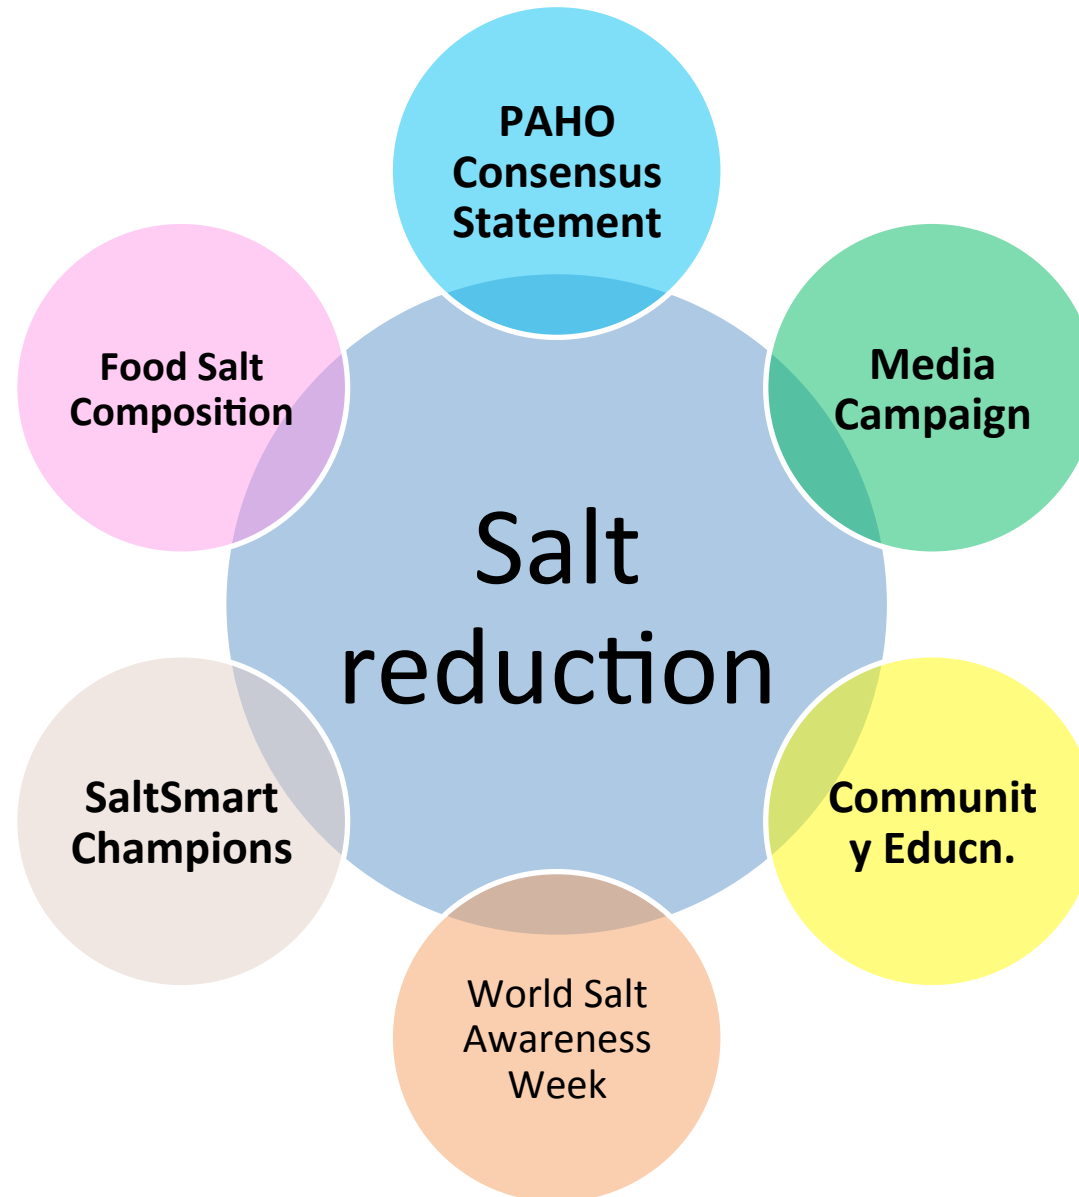 PAHO
Consensus
Statement
Media
Campaign
Communit
y Educn.
World Salt
Awareness
Week
SaltSmart
Champions
Food Salt
Composition
Salt
reduction